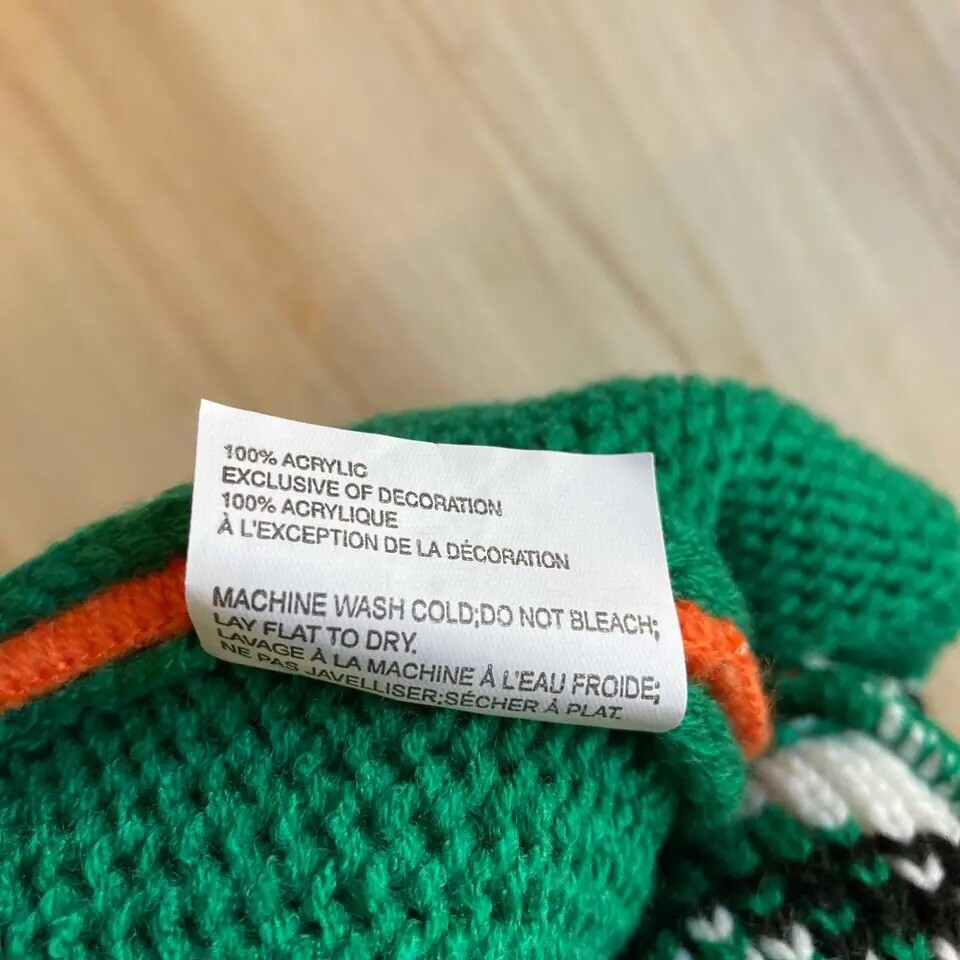 100% ACRYLIC
EXCLUSIVE OF DECORATION
100% ACRYLIQUE
À L'EXCEPTION DE LA DÉCORATION
MACHINE WASH COLD;DO NOT BLEACH;
LAY FLAT TO DRY.
LAVAGE À LA MACHINE À L'EAU FROIDE;
NE PAS JAVELLISER;SÉCHER À PLAT.